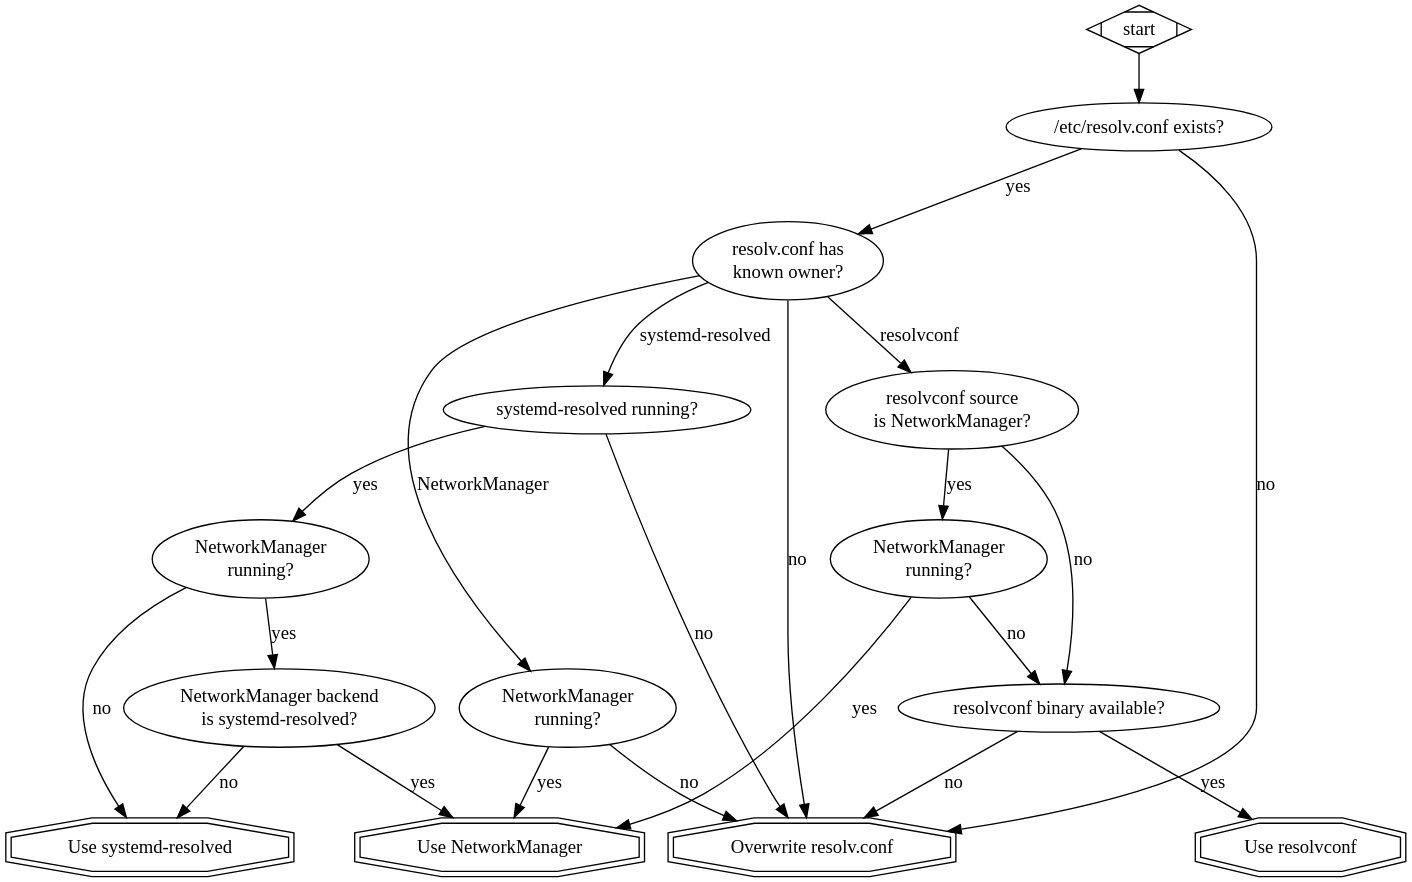 start
/etc/resolv.conf exists?
yes
resolv.conf has
known owner?
systemd-resolved
resolvconf
systemd-resolved running?
resolvconf source
is NetworkManager?
yes
NetworkManager
yes
no
NetworkManager
running?
no
NetworkManager
running?
no
yes
no
no
no
NetworkManager backend
is systemd-resolved?
NetworkManager
running?
yes
resolvconf binary available?
no
yes
yes
no
no
yes
Use systemd-resolved
Use NetworkManager
Overwrite resolv.conf
Use resolvconf